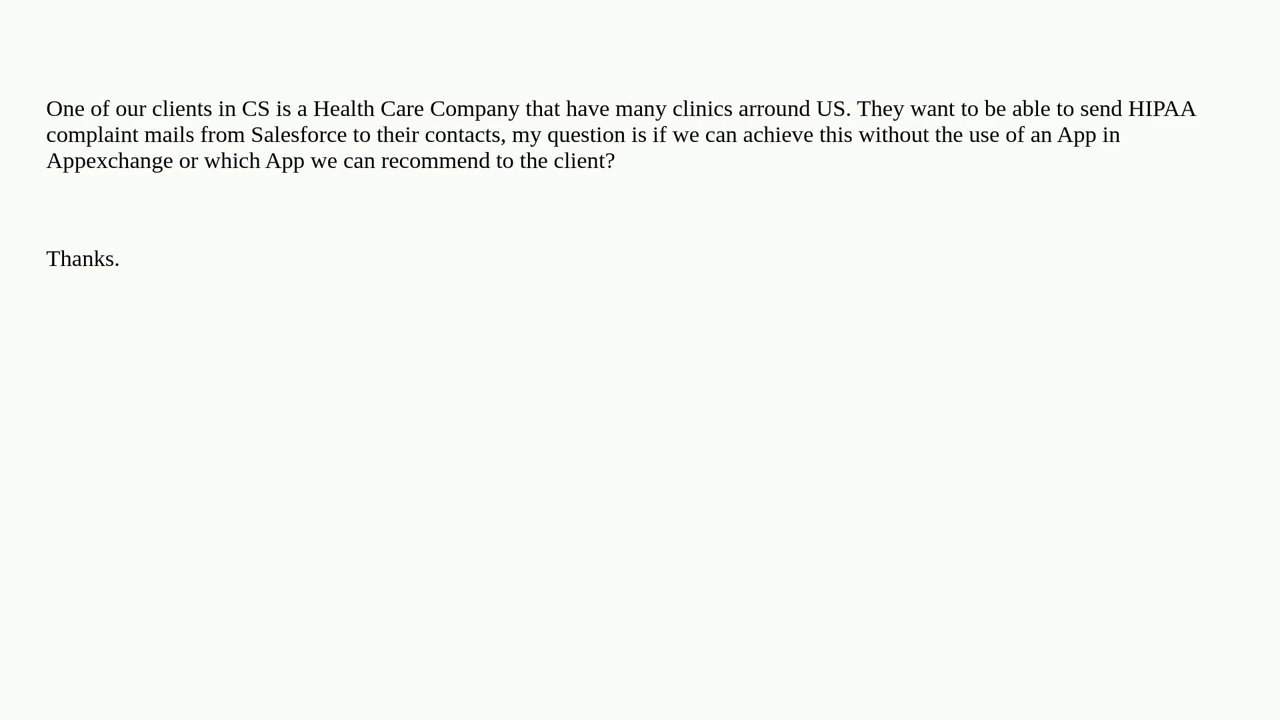 One of our clients in CS is a Health Care Company that have many clinics arround US. They want to be able to send HIPAA
complaint mails from Salesforce to their contacts, my question is if we can achieve this without the use of an App in
Appexchange or which App we can recommend to the client?
Thanks.